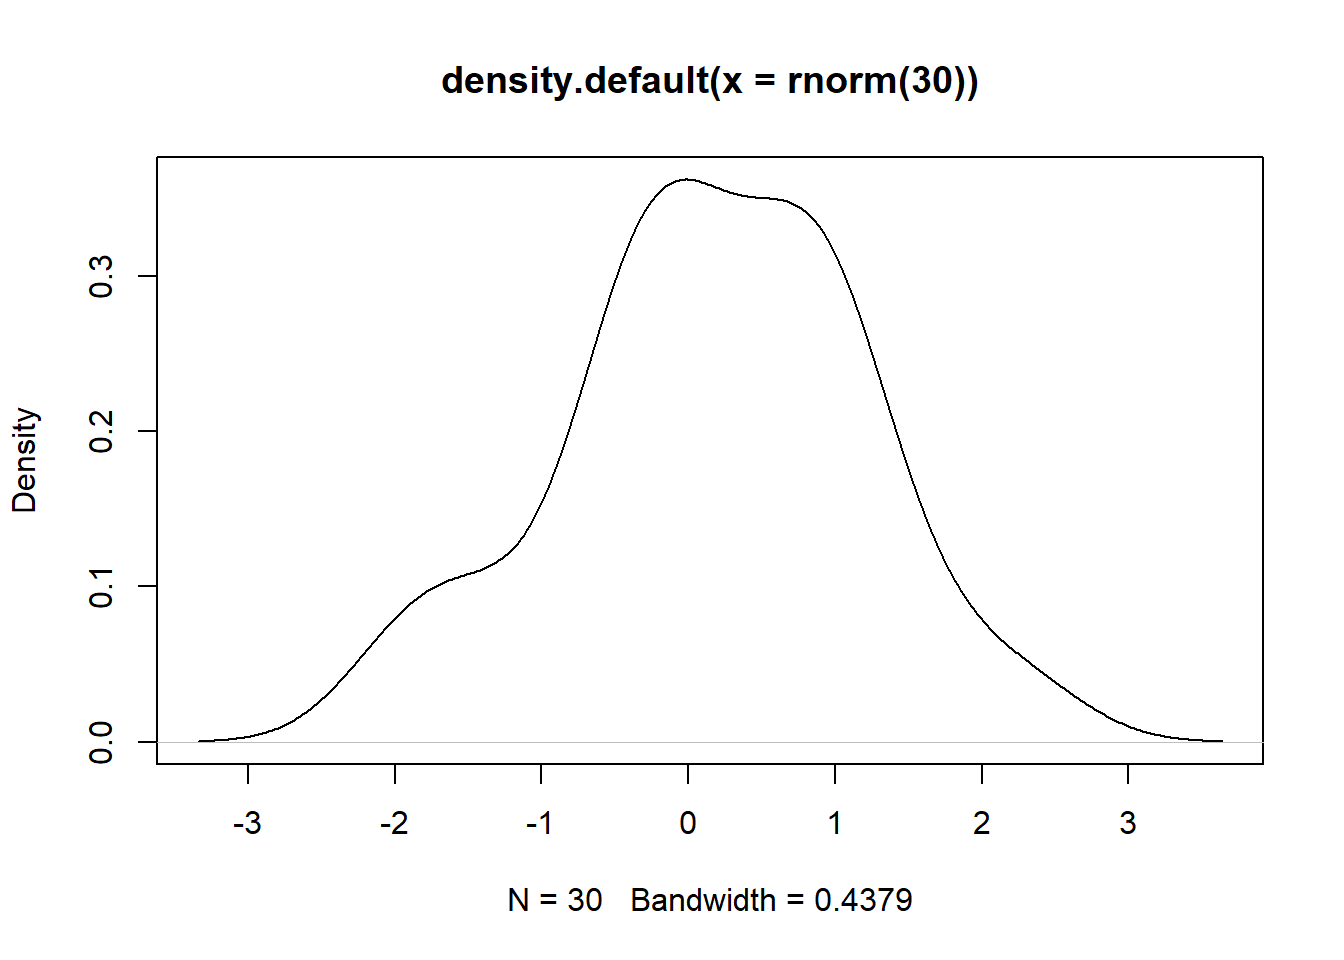 density.default(x = rnorm(30))
Density
0.3
0.2
0.1
0.0
-3 -2 -1 0 1 2 3
N = 30   Bandwidth = 0.4379